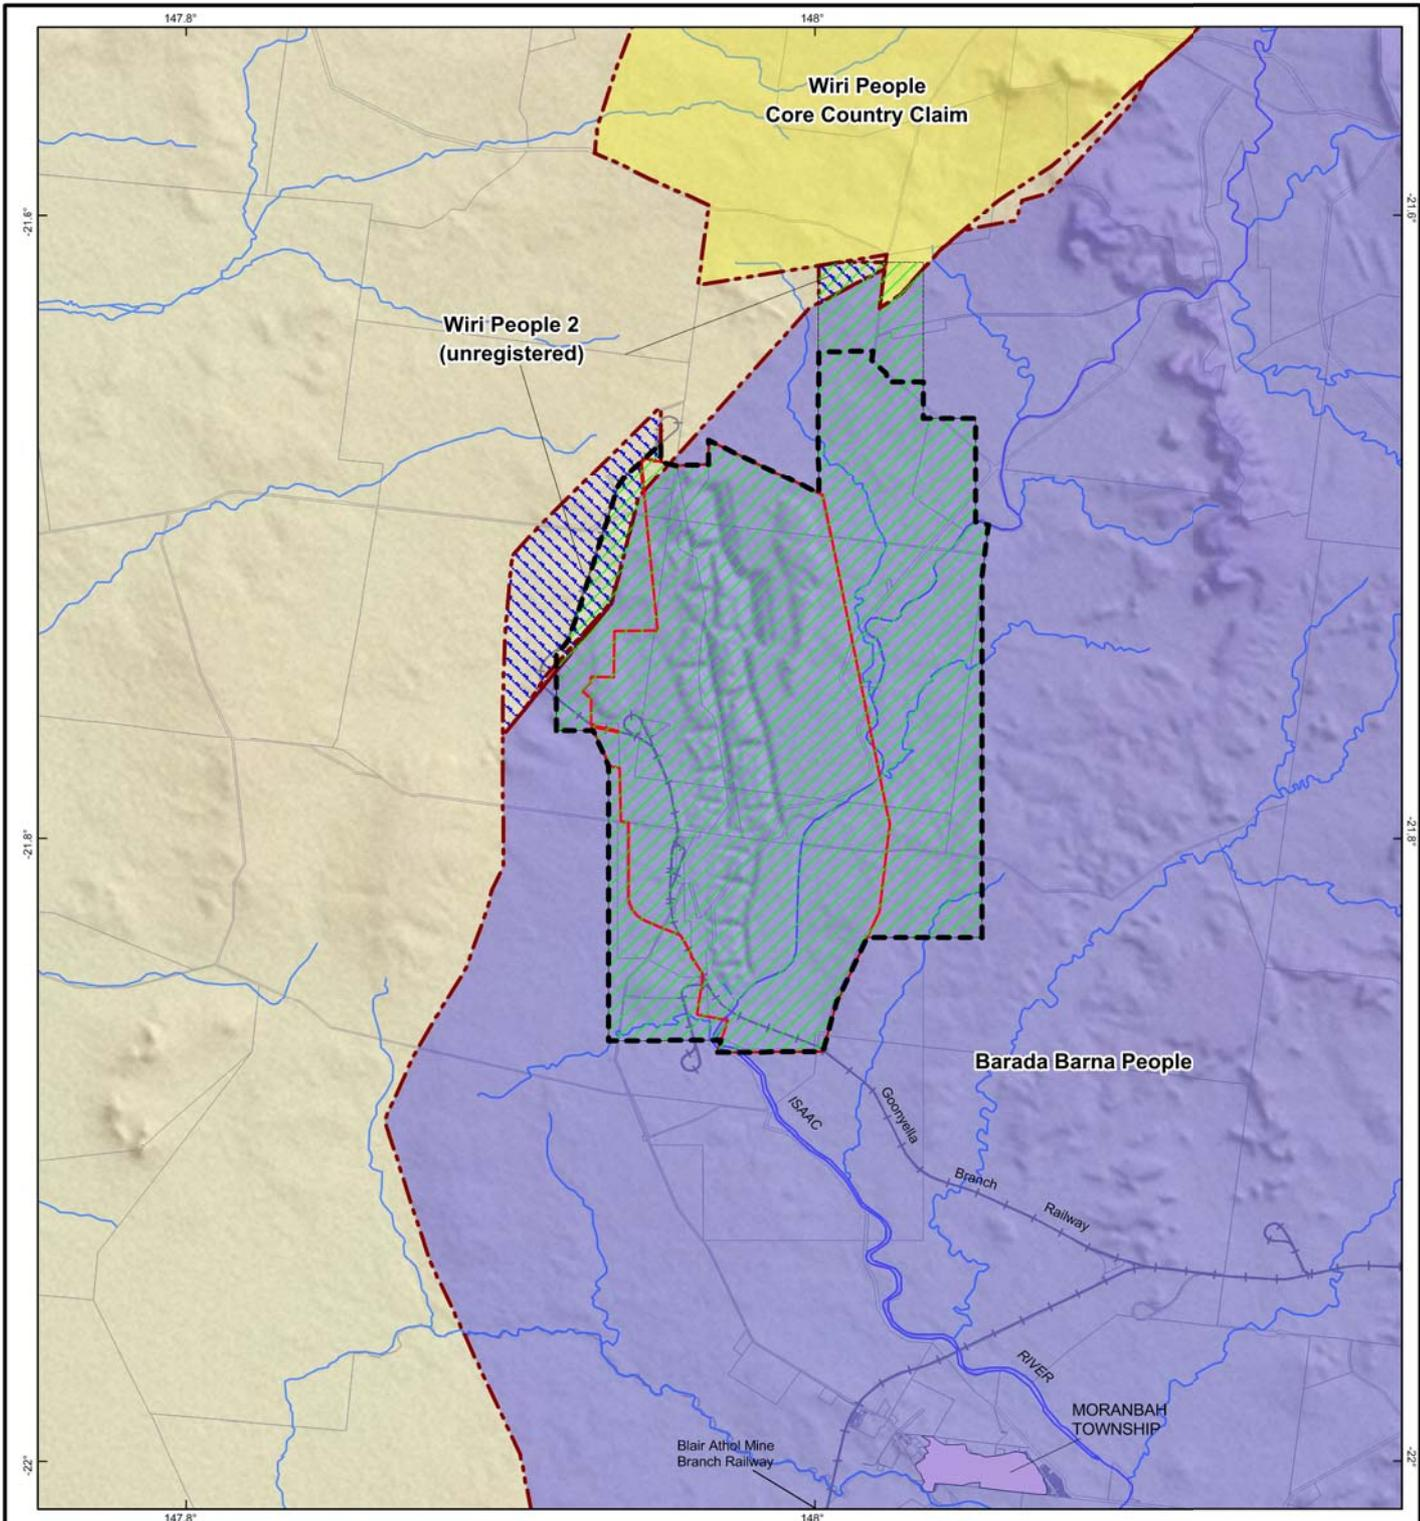 147.8°
148°
Wiri People
Core Country Claim
-21.6°
-21.6°
Wiri People 2
(unregistered)
-21.8°
-21.8°
Barada Barna People
ISAAC
Goonyella
Branch
Railway
RIVER
MORANBAH
TOWNSHIP
Blair Athol Mine
Branch Railway
-22°
-22°
147.8°
148°